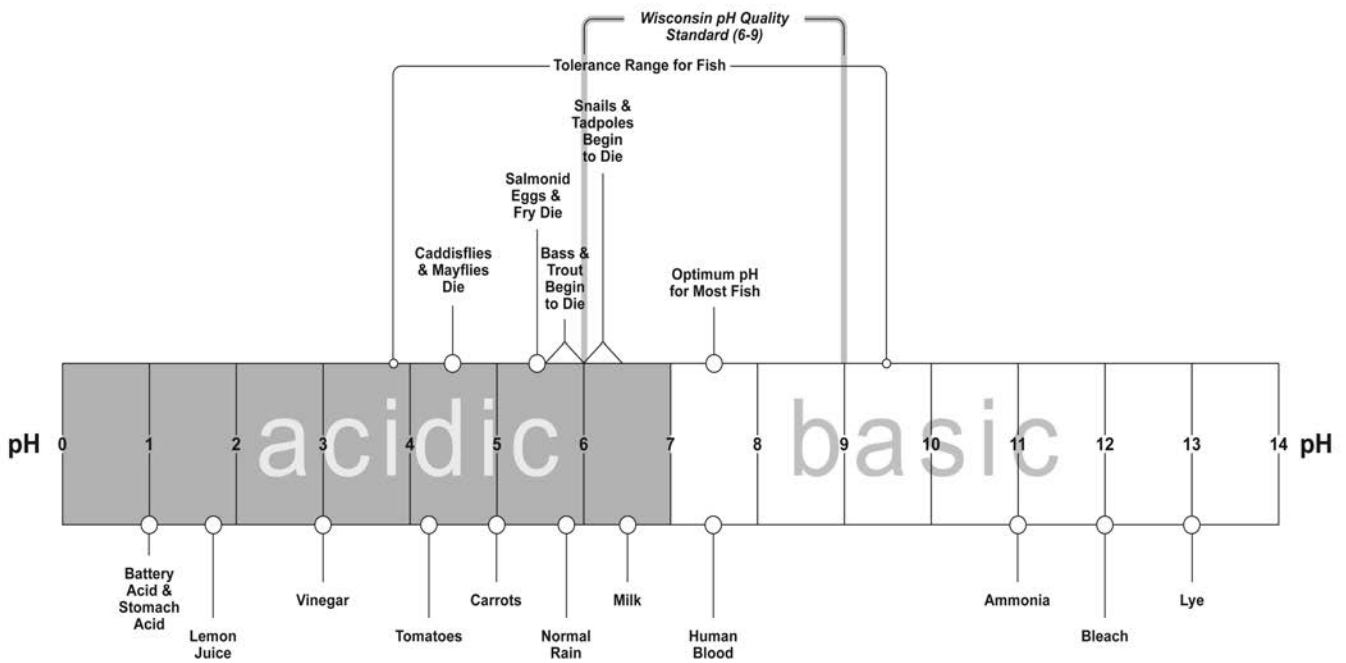 Wisconsin pH Quality
Standard (6-9)
Tolerance Range for Fish
Snails &
Tadpoles
Begin
to Die
Salmonid
Eggs &
Fry Die
Caddisflies
& Mayflies
Die
Bass &
Trout
Begin
to Die
Optimum pH
for Most Fish
acidic
basic
pH 0 1 2 3 4 5 6 7 8 9 10 11 12 13 14 pH
Battery
Acid &
Stomach
Acid
Lemon
Juice
Vinegar
Tomatoes
Carrots
Normal
Rain
Milk
Human
Blood
Ammonia
Bleach
Lye